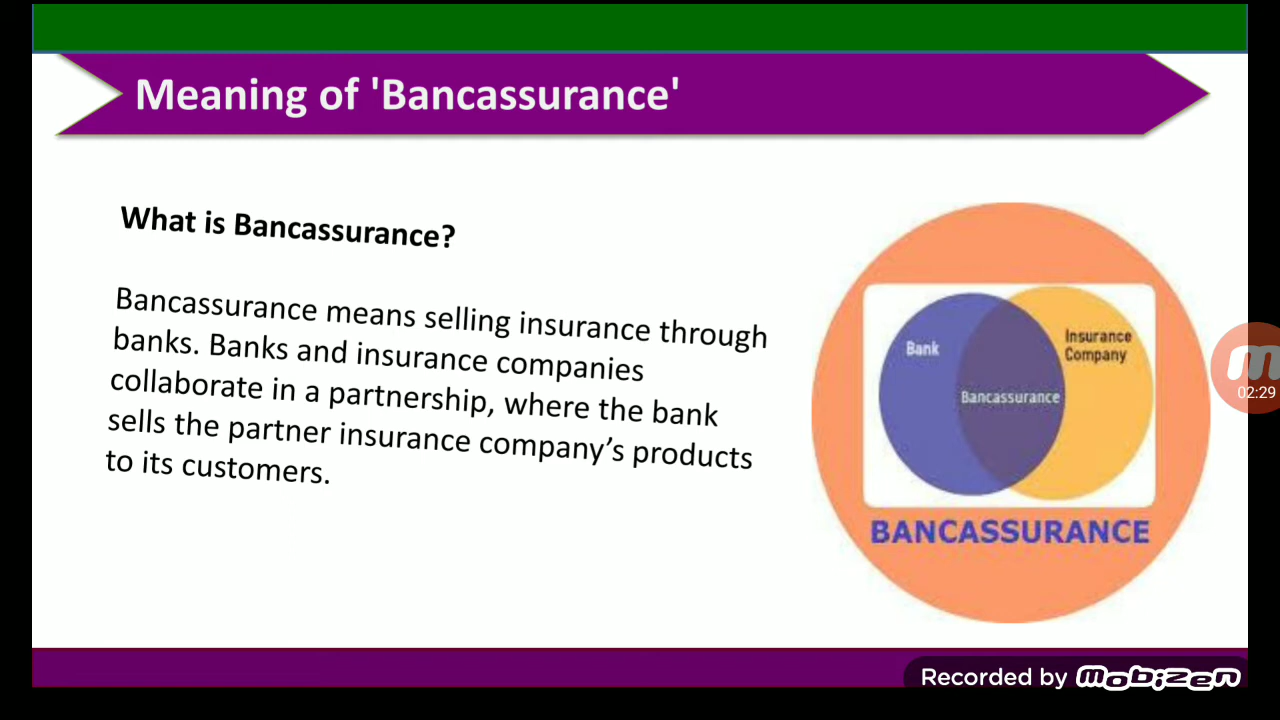 Meaning of 'Bancassurance'
What is Bancassurance?
Bancassurance means selling insurance through
banks. Banks and insurance companies
collaborate in a partnership, where the bank
sells the partner insurance company’s products
to its customers.
Bank
Insurance
Company
Bancassurance
BANCASSURANCE
02:29
Recorded by mobizen